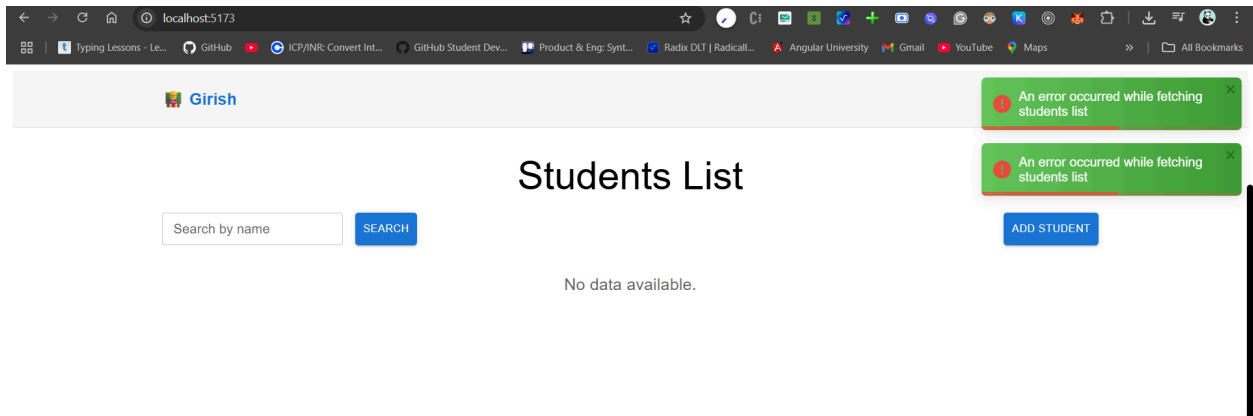 localhost:5173
Typing Lessons - Le... GitHub ICP/INR: Convert Int... GitHub Student Dev... Product & Eng: Synt... Radix DLT | Radicall... Angular University Gmail YouTube Maps » All Bookmarks
Girish
An error occurred while fetching
students list
An error occurred while fetching
students list
Students List
Search by name SEARCH ADD STUDENT
No data available.